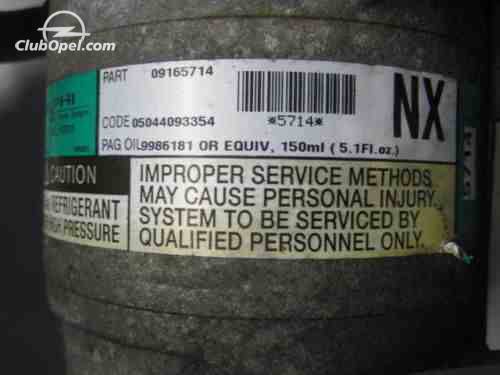 ClubOpel.com
PART 09165714
NX
CODE 05044093354
*5714*
PAG OIL 9986181 OR EQUIV, 150ml ( 5.1Fl.oz.)
5714
CAUTION
REFRIGERANT
PRESSURE
IMPROPER SERVICE METHODS
MAY CAUSE PERSONAL INJURY.
SYSTEM TO BE SERVICED BY
QUALIFIED PERSONNEL ONLY.